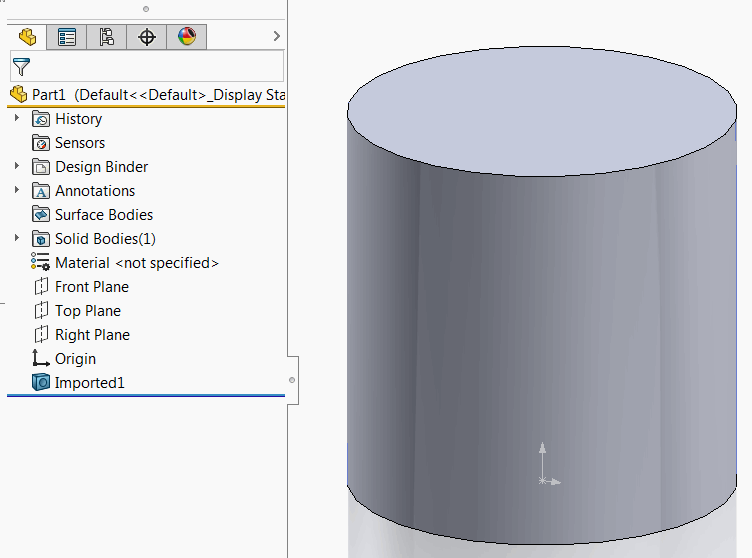 Part1 (Default<<Default>_Display Sta
History
Sensors
Design Binder
Annotations
Surface Bodies
Solid Bodies(1)
Material <not specified>
Front Plane
Top Plane
Right Plane
Origin
Imported1